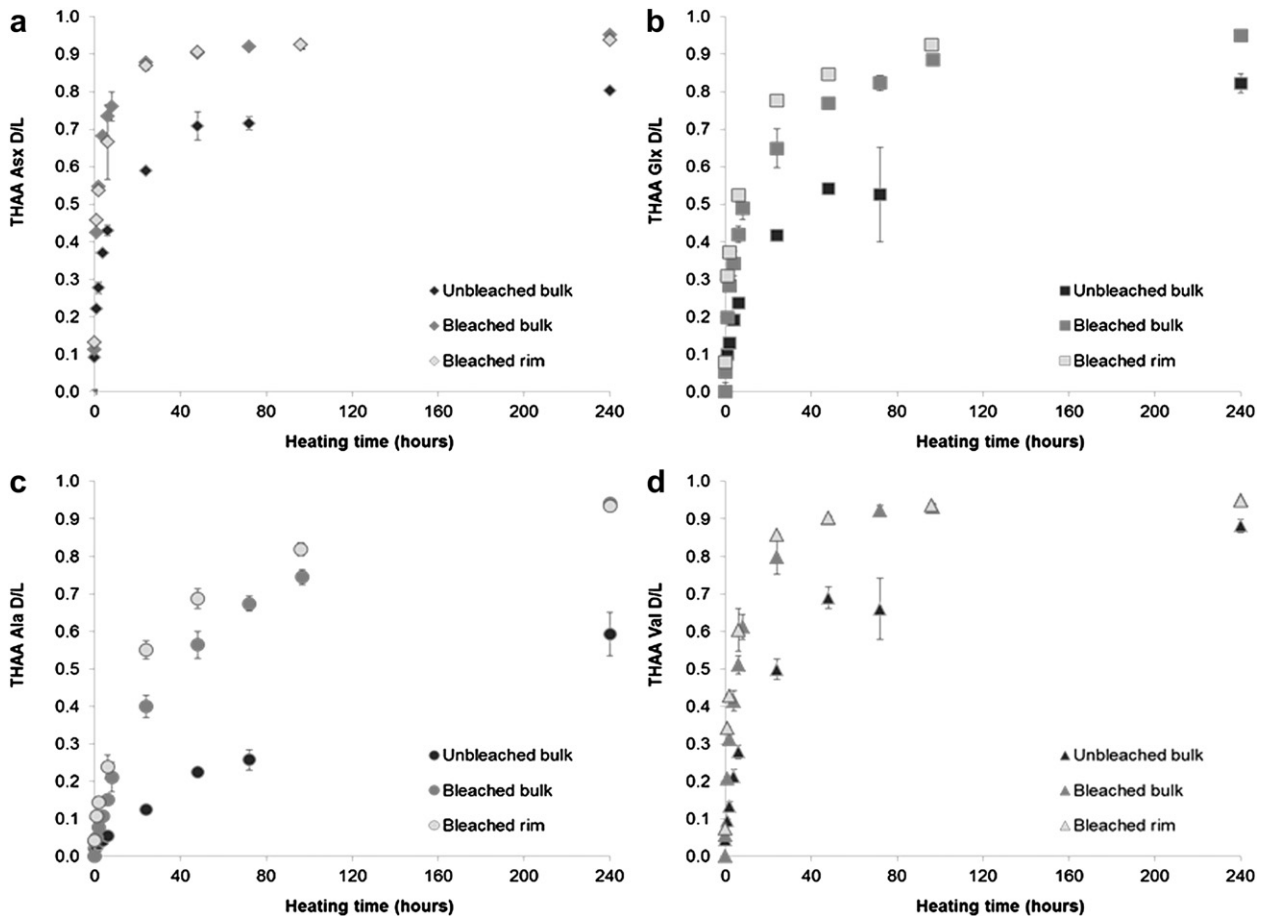 a
THAA Asx D/L
1.0
0.9
0.8
0.7
0.6
0.5
0.4
0.3
0.2
0.1
0.0
Unbleached bulk
Bleached bulk
Bleached rim
0 40 80 120 160 200 240
Heating time (hours)
b
THAA Glx D/L
1.0
0.9
0.8
0.7
0.6
0.5
0.4
0.3
0.2
0.1
0.0
Unbleached bulk
Bleached bulk
Bleached rim
0 40 80 120 160 200 240
Heating time (hours)
c
THAA Ala D/L
1.0
0.9
0.8
0.7
0.6
0.5
0.4
0.3
0.2
0.1
0.0
Unbleached bulk
Bleached bulk
Bleached rim
0 40 80 120 160 200 240
Heating time (hours)
d
THAA Val D/L
1.0
0.9
0.8
0.7
0.6
0.5
0.4
0.3
0.2
0.1
0.0
Unbleached bulk
Bleached bulk
Bleached rim
0 40 80 120 160 200 240
Heating time (hours)